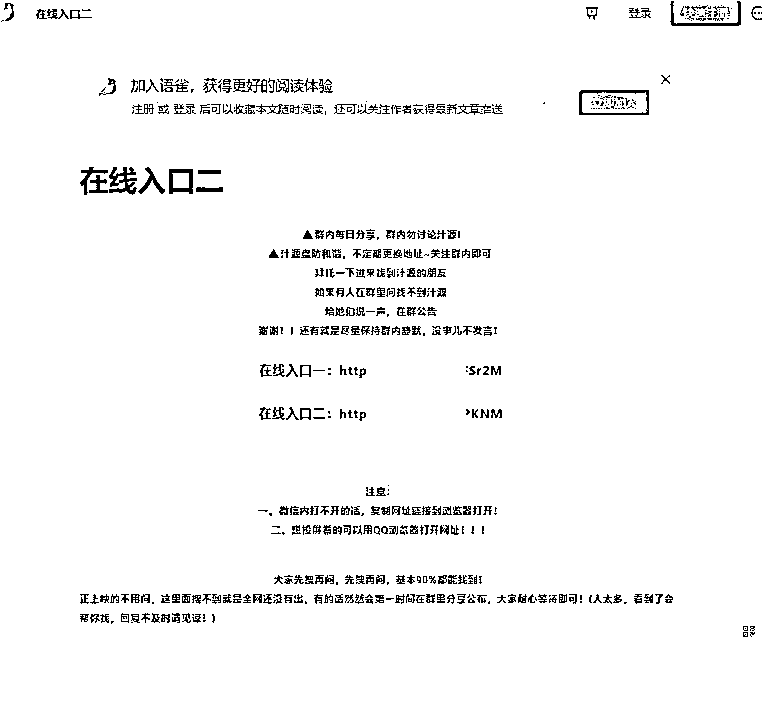 在线入口二
登录
加入语雀，获得更好的阅读体验
注册 或 登录 后可以收藏本文随时阅读，还可以关注作者获得最新文章推送
在线入口二
▲群内每日分享，群内勿讨论汁源！
▲汁源盘防和谐，不定期更换地址~关注群内即可
拜托一下进来找到汁源的朋友
如果有人在群里问找不到汁源
给她们说一声，在群公告
谢谢！！还有就是尽量保持群内静默，没事儿不发言！
在线入口一：http :Sr2M
在线入口二：http KNM
注意：
一、微信内打不开的话，复制网址链接到浏览器打开！
二、想投屏看的可以用QQ浏览器打开网址！！！
大家先搜再问，先搜再问，基本90%都能找到！
正上映的不用问，这里面搜不到就是全网还没有出，有的话然然会第一时间在群里分享公布，大家耐心等待即可！(人太多，看到了会
帮你找，回复不及时请见谅！)